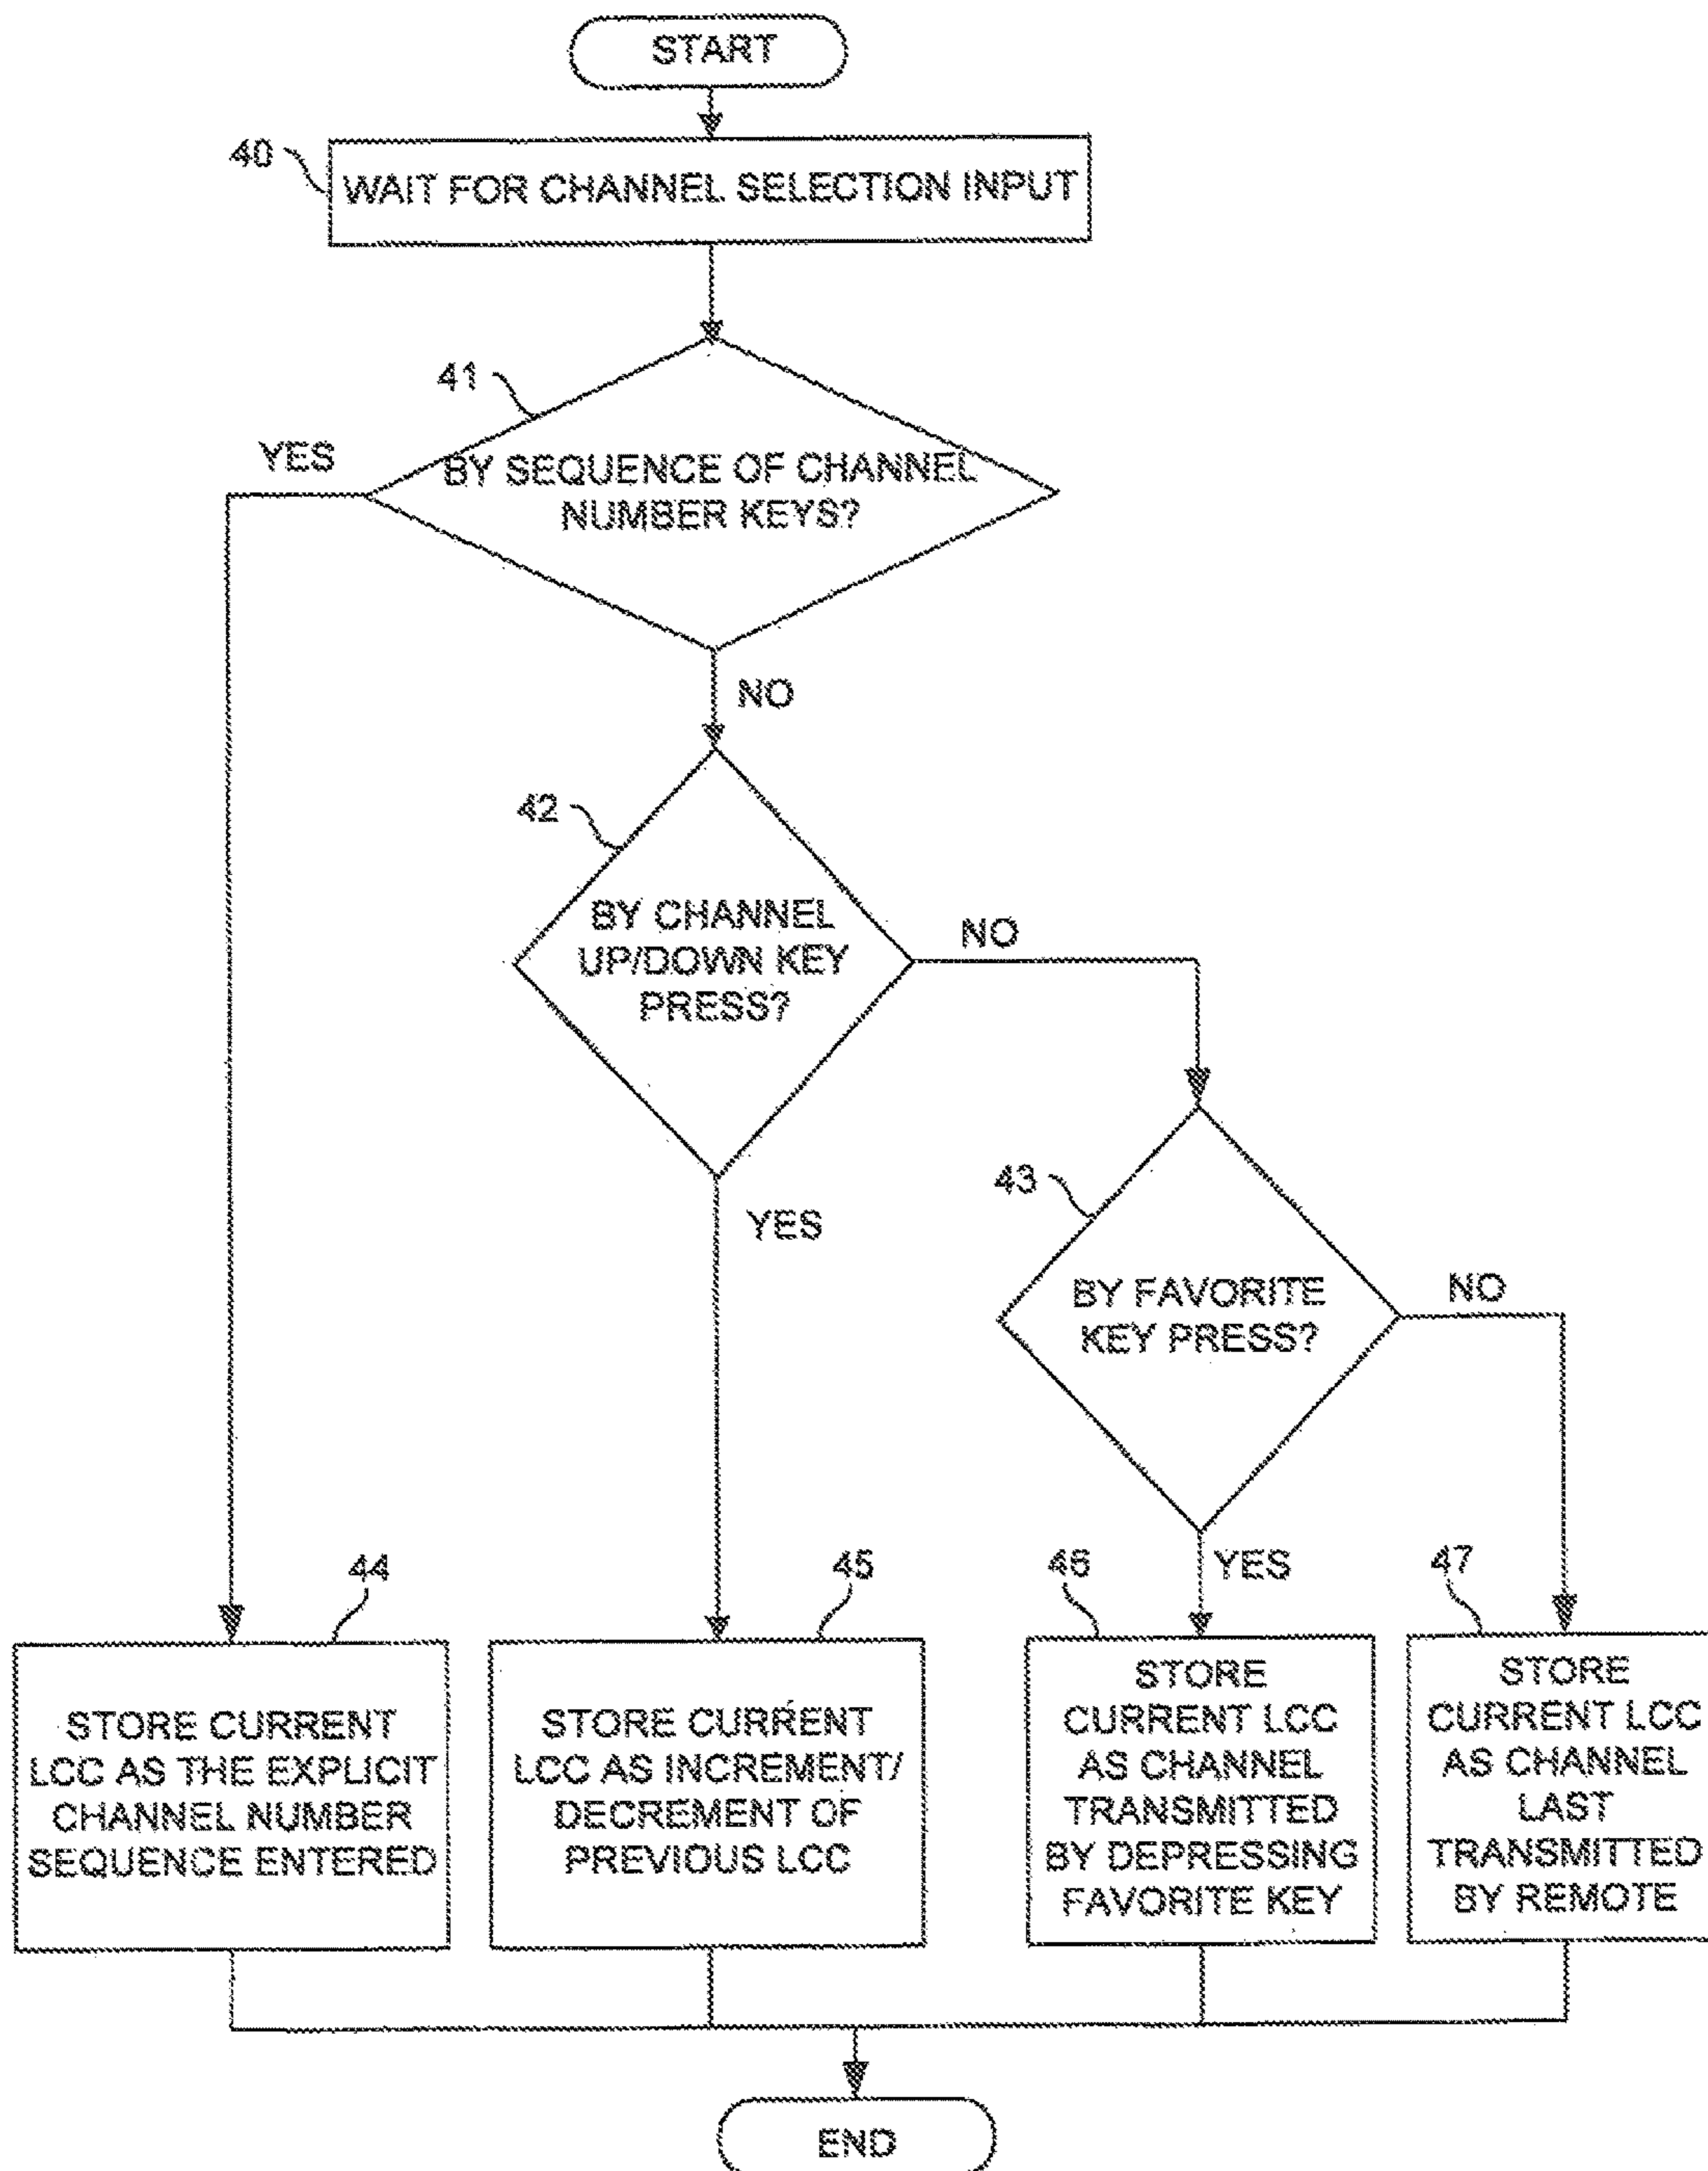 START
40
WAIT FOR CHANNEL SELECTION INPUT
41
YES
BY SEQUENCE OF CHANNEL
NUMBER KEYS?
NO
42
BY CHANNEL
UP/DOWN KEY
PRESS?
NO
YES
43
BY FAVORITE
KEY PRESS?
NO
YES
44
STORE CURRENT
LCC AS THE EXPLICIT
CHANNEL NUMBER
SEQUENCE ENTERED
45
STORE CURRENT
LCC AS INCREMENT/
DECREMENT OF
PREVIOUS LCC
46
STORE
CURRENT LCC
AS CHANNEL
TRANSMITTED
BY DEPRESSING
FAVORITE KEY
47
STORE
CURRENT LCC
AS CHANNEL
LAST
TRANSMITTED
BY REMOTE
END